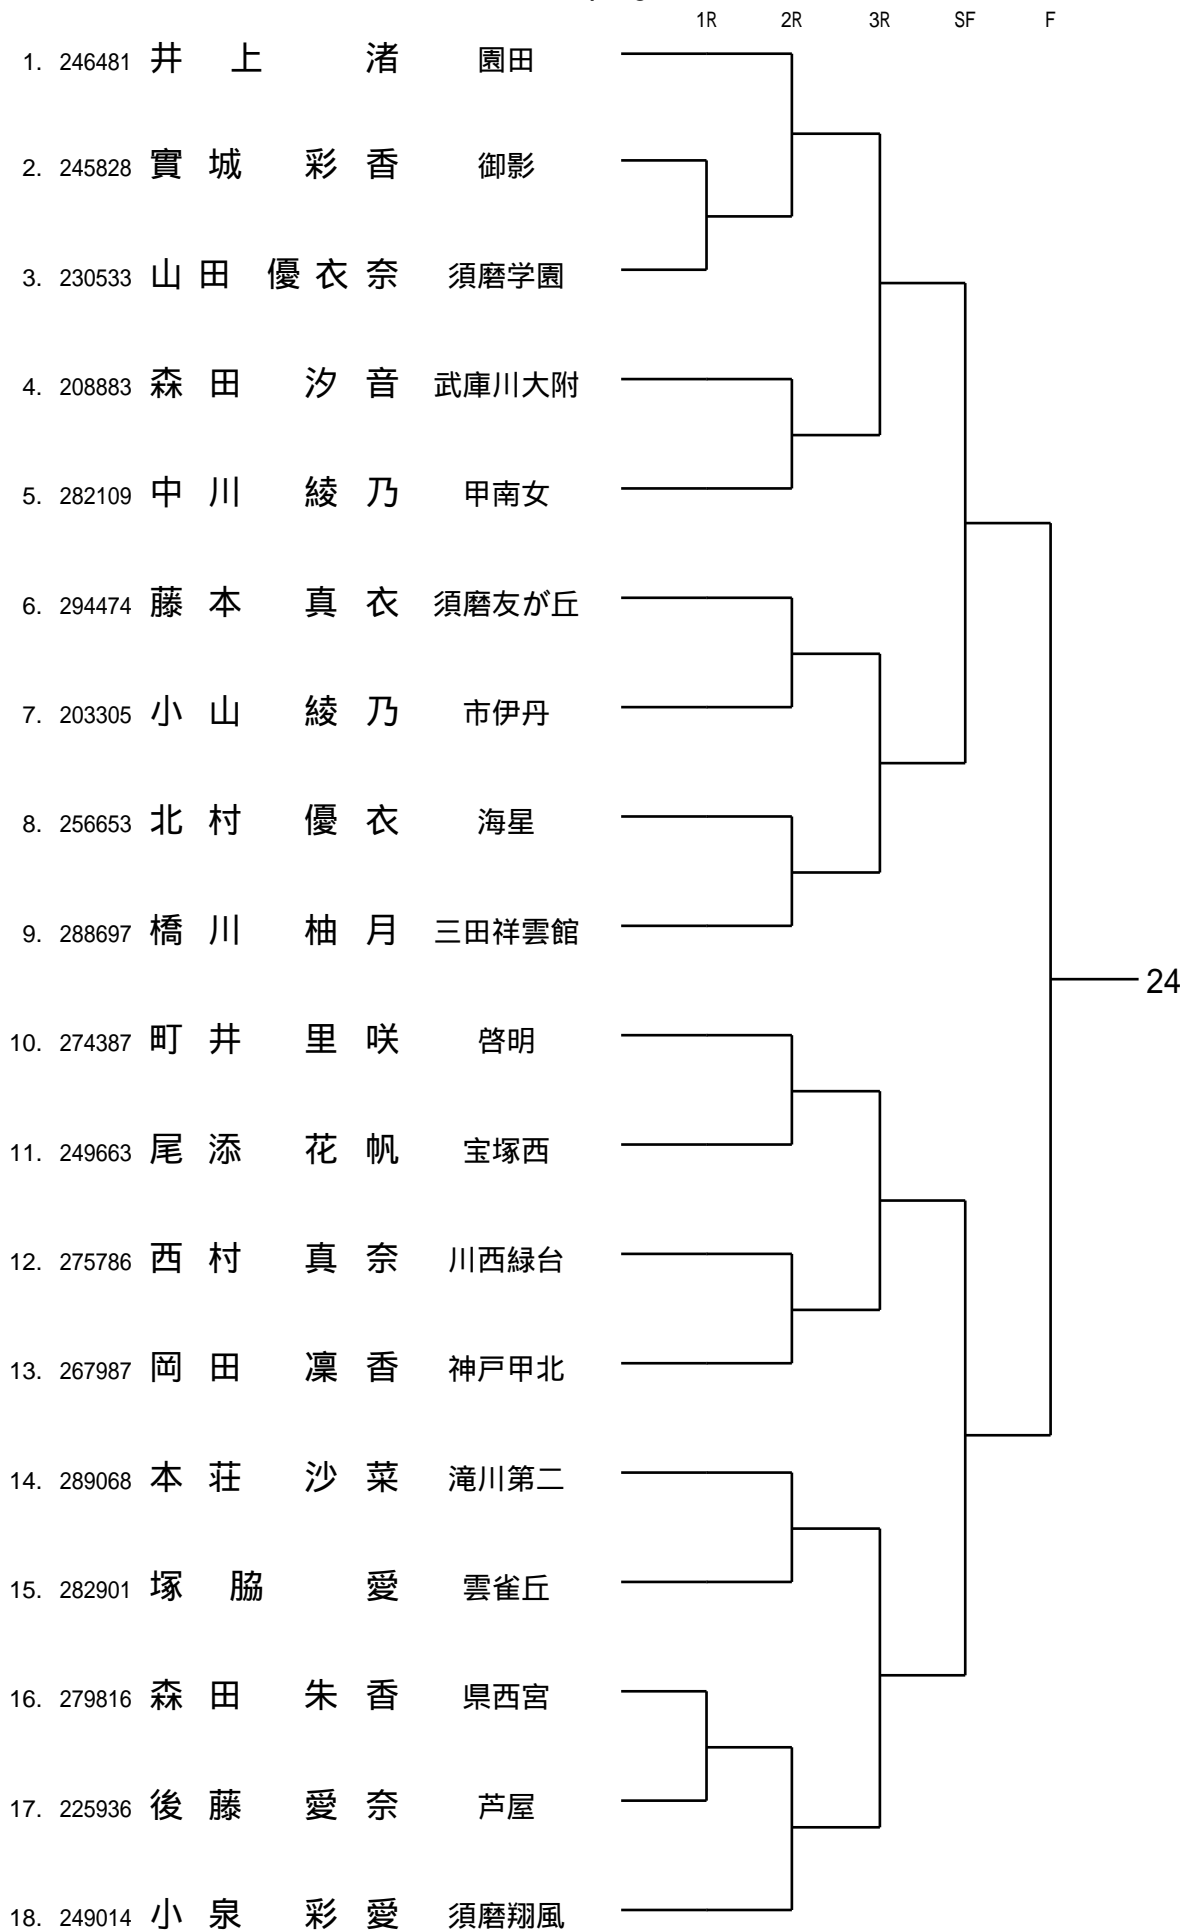 1R 2R 3R SF F
1. 246481 井上 渚 園田
2. 245828 實城 彩香 御影
3. 230533 山田 優衣奈 須磨学園
4. 208883 森田 汐音 武庫川大附
5. 282109 中川 綾乃 甲南女
6. 294474 藤本 真衣 須磨友が丘
7. 203305 小山 綾乃 市伊丹
8. 256653 北村 優衣 海星
9. 288697 橋川 柚月 三田祥雲館
24
10. 274387 町井 里咲 啓明
11. 249663 尾添 花帆 宝塚西
12. 275786 西村 真奈 川西緑台
13. 267987 岡田 凜香 神戸甲北
14. 289068 本荘 沙菜 滝川第二
15. 282901 塚脇 愛 雲雀丘
16. 279816 森田 朱香 県西宮
17. 225936 後藤 愛奈 芦屋
18. 249014 小泉 彩愛 須磨翔風